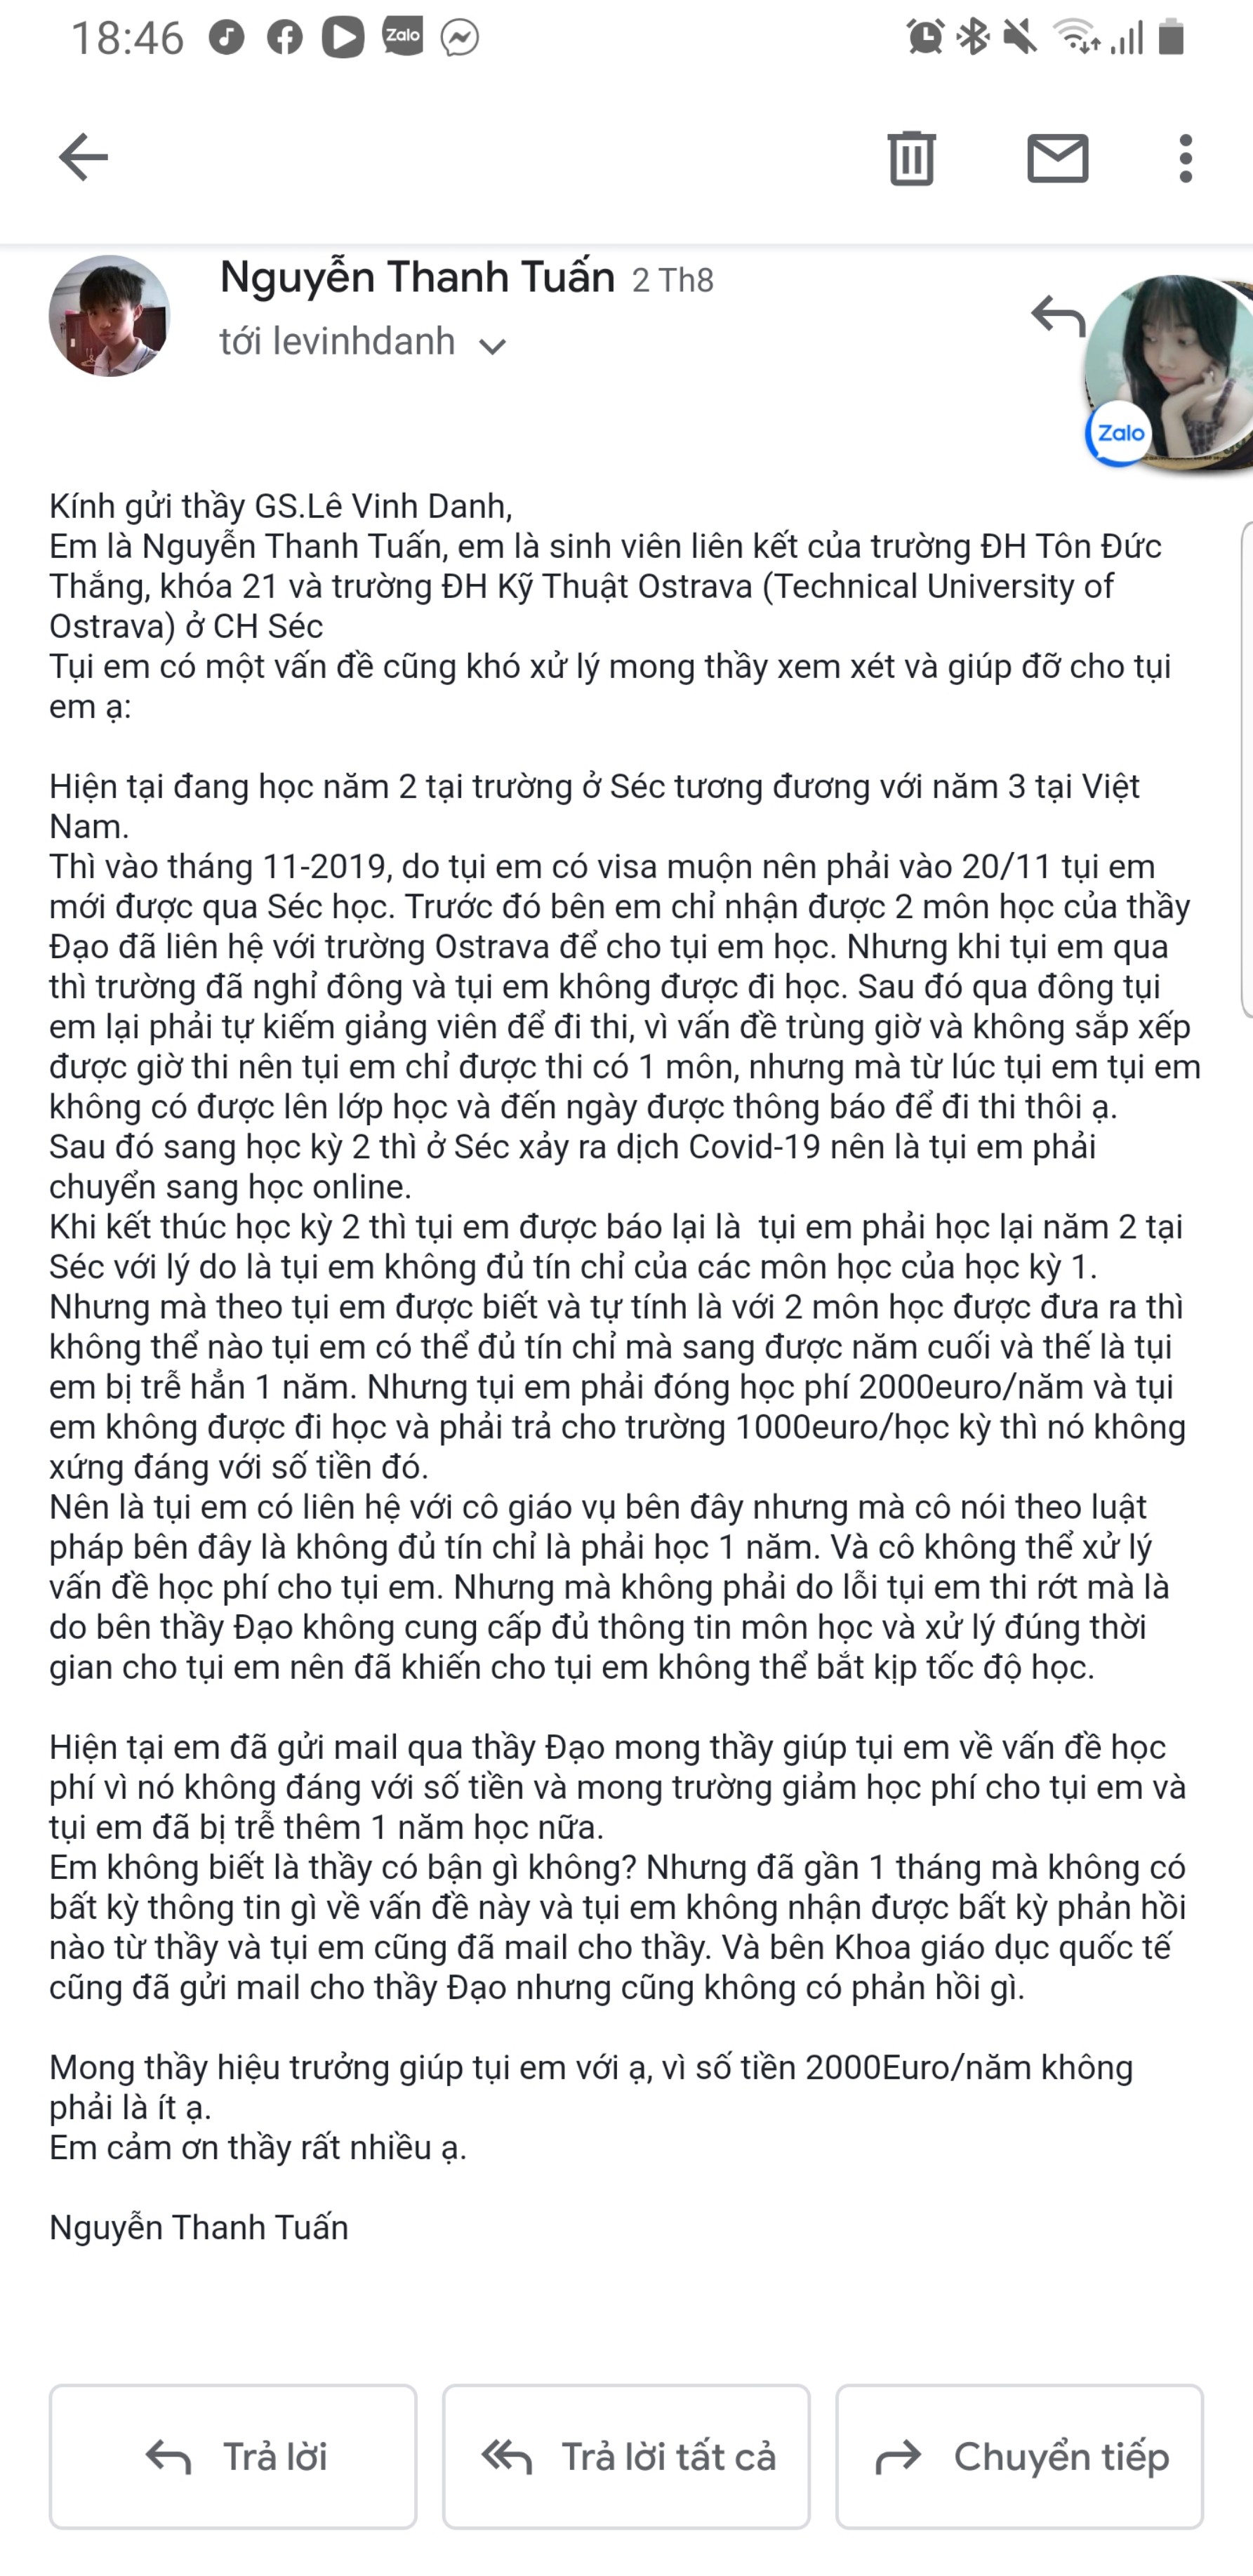 18:46
Zalo
Nguyễn Thanh Tuấn 2 Th8
tới levinhdanh
Zalo
Kính gửi thầy GS.Lê Vinh Danh,
Em là Nguyễn Thanh Tuấn, em là sinh viên liên kết của trường ĐH Tôn Đức
Thắng, khóa 21 và trường ĐH Kỹ Thuật Ostrava (Technical University of
Ostrava) ở CH Séc
Tụi em có một vấn đề cũng khó xử lý mong thầy xem xét và giúp đỡ cho tụi
em ạ:
Hiện tại đang học năm 2 tại trường ở Séc tương đương với năm 3 tại Việt
Nam.
Thì vào tháng 11-2019, do tụi em có visa muộn nên phải vào 20/11 tụi em
mới được qua Séc học. Trước đó bên em chỉ nhận được 2 môn học của thầy
Đạo đã liên hệ với trường Ostrava để cho tụi em học. Nhưng khi tụi em qua
thì trường đã nghỉ đông và tụi em không được đi học. Sau đó qua đông tụi
em lại phải tự kiếm giảng viên để đi thi, vì vấn đề trùng giờ và không sắp xếp
được giờ thi nên tụi em chỉ được thi có 1 môn, nhưng mà từ lúc tụi em tụi em
không có được lên lớp học và đến ngày được thông báo để đi thi thôi ạ.
Sau đó sang học kỳ 2 thì ở Séc xảy ra dịch Covid-19 nên là tụi em phải
chuyển sang học online.
Khi kết thúc học kỳ 2 thì tụi em được báo lại là  tụi em phải học lại năm 2 tại
Séc với lý do là tụi em không đủ tín chỉ của các môn học của học kỳ 1.
Nhưng mà theo tụi em được biết và tự tính là với 2 môn học được đưa ra thì
không thể nào tụi em có thể đủ tín chỉ mà sang được năm cuối và thế là tụi
em bị trễ hẳn 1 năm. Nhưng tụi em phải đóng học phí 2000euro/năm và tụi
em không được đi học và phải trả cho trường 1000euro/học kỳ thì nó không
xứng đáng với số tiền đó.
Nên là tụi em có liên hệ với cô giáo vụ bên đây nhưng mà cô nói theo luật
pháp bên đây là không đủ tín chỉ là phải học 1 năm. Và cô không thể xử lý
vấn đề học phí cho tụi em. Nhưng mà không phải do lỗi tụi em thi rớt mà là
do bên thầy Đạo không cung cấp đủ thông tin môn học và xử lý đúng thời
gian cho tụi em nên đã khiến cho tụi em không thể bắt kịp tốc độ học.
Hiện tại em đã gửi mail qua thầy Đạo mong thầy giúp tụi em về vấn đề học
phí vì nó không đáng với số tiền và mong trường giảm học phí cho tụi em và
tụi em đã bị trễ thêm 1 năm học nữa.
Em không biết là thầy có bận gì không? Nhưng đã gần 1 tháng mà không có
bất kỳ thông tin gì về vấn đề này và tụi em không nhận được bất kỳ phản hồi
nào từ thầy và tụi em cũng đã mail cho thầy. Và bên Khoa giáo dục quốc tế
cũng đã gửi mail cho thầy Đạo nhưng cũng không có phản hồi gì.
Mong thầy hiệu trưởng giúp tụi em với ạ, vì số tiền 2000Euro/năm không
phải là ít ạ.
Em cảm ơn thầy rất nhiều ạ.
Nguyễn Thanh Tuấn
Trả lời
Trả lời tất cả
Chuyển tiếp